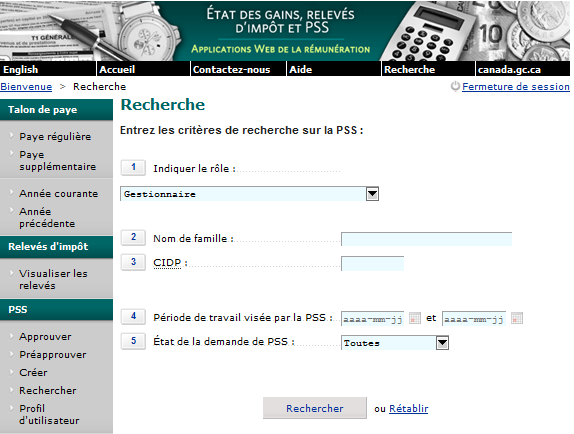 T1 GÉNÉRALE
ÉTAT DES GAINS, RELEVÉS
D'IMPÔT ET PSS
APPLICATIONS WEB DE LA RÉMUNÉRATION
English Accueil Contactez-nous Aide Recherche canada.gc.ca
Bienvenue > Recherche Fermeture de session
Talon de paye
Paye régulière
Paye
supplémentaire
Année courante
Année
précédente
Relevés d'impôt
Visualiser les
relevés
PSS
Approuver
Préapprouver
Créer
Rechercher
Profil
d'utilisateur
Recherche
Entrez les critères de recherche sur la PSS :
1 Indiquer le rôle :
Gestionnaire
2 Nom de famille :
3 CIDP :
4 Période de travail visée par la PSS : aaaa-mm-jj et aaaa-mm-jj
5 État de la demande de PSS : Toutes
Rechercher ou Rétablir